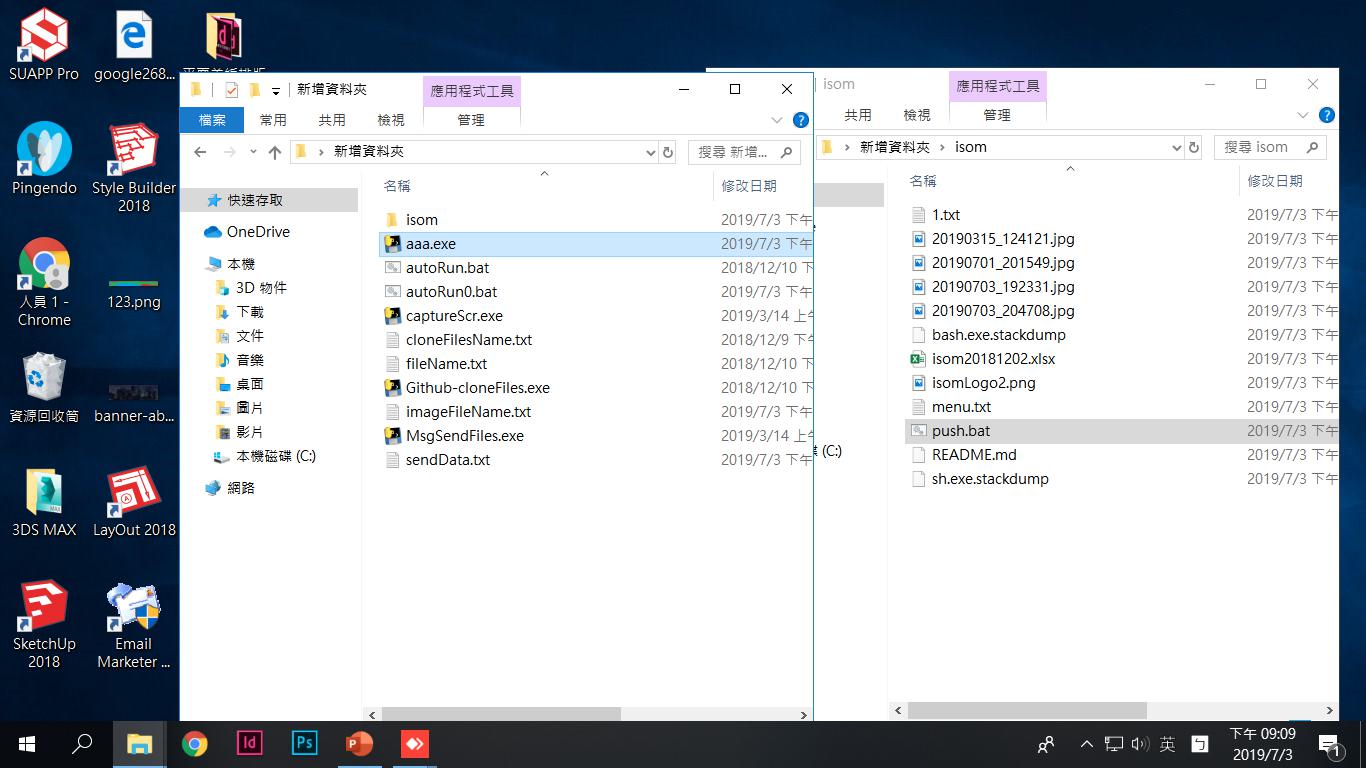 SUAPP Pro
google268...
Pingendo
Style Builder
2018
人員 1 -
Chrome
123.png
資源回收筒
banner-ab...
3DS MAX
LayOut 2018
SketchUp
2018
Email
Marketer ...
新增資料夾
應用程式工具
檔案
常用
共用
檢視
管理
新增資料夾
搜尋 新增...
快速存取
OneDrive
本機
3D 物件
下載
文件
音樂
桌面
圖片
影片
本機磁碟 (C:)
網路
名稱
修改日期
isom
2019/7/3 下午
aaa.exe
2019/7/3 下午
autoRun.bat
2018/12/10 下
autoRun0.bat
2019/7/3 下午
captureScr.exe
2019/3/14 上午
cloneFilesName.txt
2018/12/9 下午
fileName.txt
2018/12/10 下
Github-cloneFiles.exe
2018/12/10 下
imageFileName.txt
2019/7/3 下午
MsgSendFiles.exe
2019/3/14 上午
sendData.txt
2019/7/3 下午
isom
應用程式工具
共用
檢視
管理
新增資料夾
isom
搜尋 isom
(C:)
名稱
修改日期
1.txt
2019/7/3 下午
20190315_124121.jpg
2019/7/3 下午
20190701_201549.jpg
2019/7/3 下午
20190703_192331.jpg
2019/7/3 下午
20190703_204708.jpg
2019/7/3 下午
bash.exe.stackdump
2019/7/3 下午
isom20181202.xlsx
2019/7/3 下午
isomLogo2.png
2019/7/3 下午
menu.txt
2019/7/3 下午
push.bat
2019/7/3 下午
README.md
2019/7/3 下午
sh.exe.stackdump
2019/7/3 下午
Id
Ps
英
ㄅ
下午 09:09
2019/7/3
1